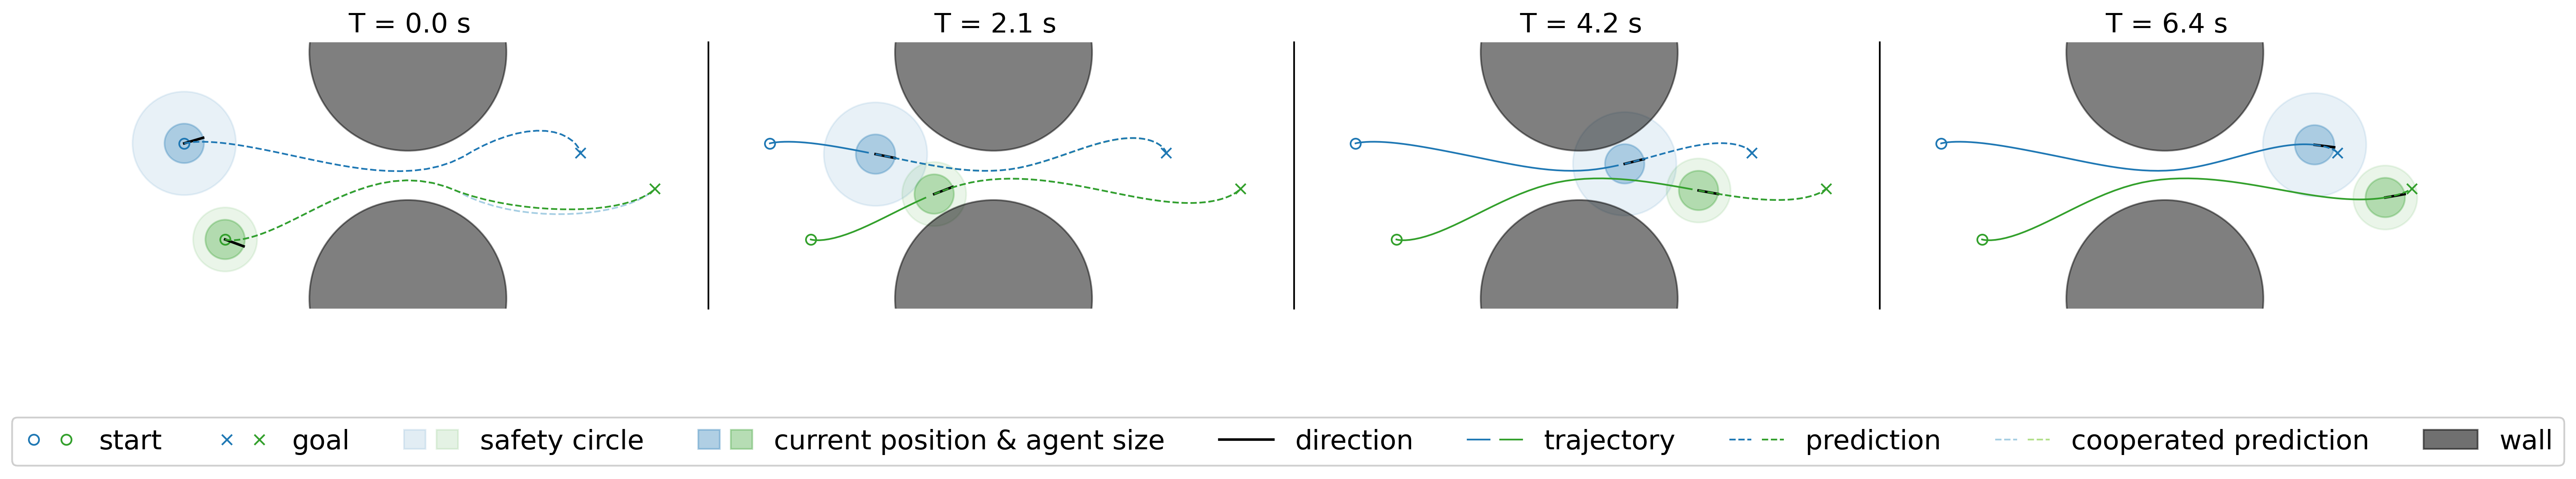 T = 0.0 s
T = 2.1 s
T = 4.2 s
T = 6.4 s
start goal safety circle current position & agent size direction trajectory prediction cooperated prediction wall